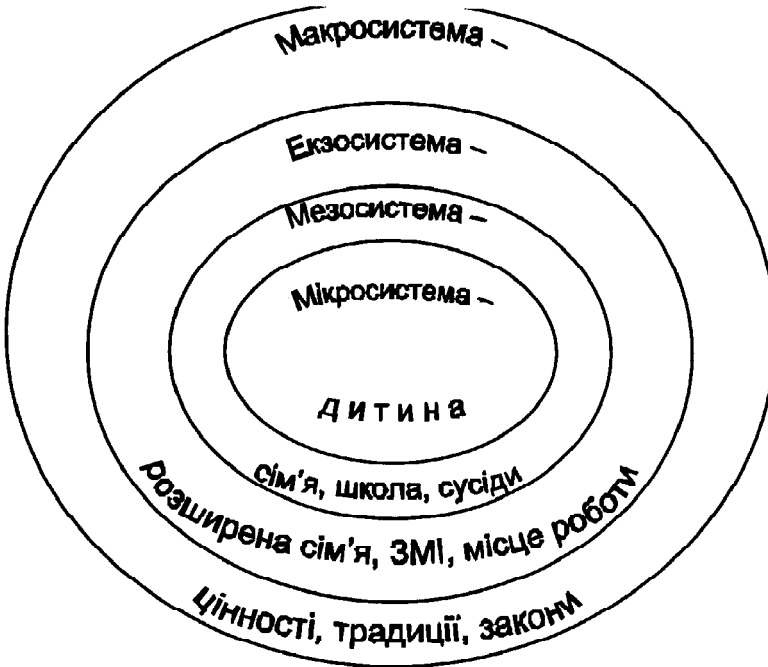 Макросистема –
Екзосистема –
Мезосистема –
Мікросистема –
дитина
сім'я, школа, сусіди
розширена сім'я, ЗМІ, місце роботи
цінності, традиції, закони